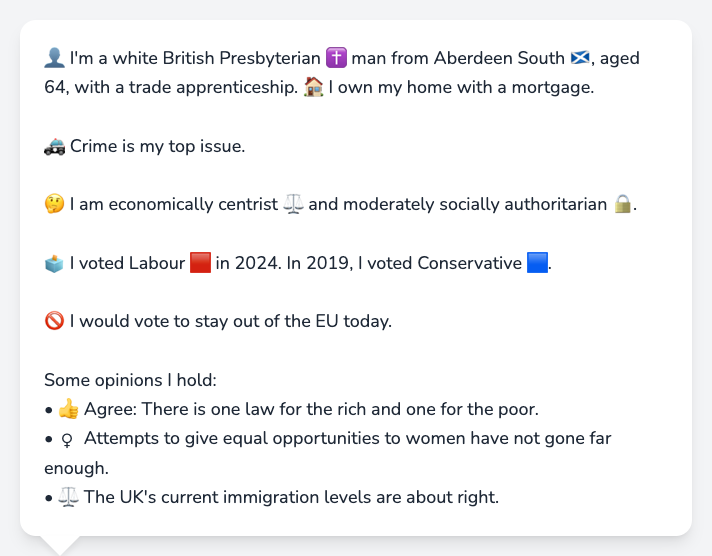 👤 I'm a white British Presbyterian ✝️ man from Aberdeen South 🏴󠁧󠁢󠁳󠁣󠁴󠁿, aged
64, with a trade apprenticeship. 🏠 I own my home with a mortgage.
🚓 Crime is my top issue.
🤔 I am economically centrist ⚖️ and moderately socially authoritarian 🔒.
🗳️ I voted Labour 🟥 in 2024. In 2019, I voted Conservative 🟦.
🚫 I would vote to stay out of the EU today.
Some opinions I hold:
• 👍 Agree: There is one law for the rich and one for the poor.
• ♀ Attempts to give equal opportunities to women have not gone far
enough.
• ⚖️ The UK's current immigration levels are about right.